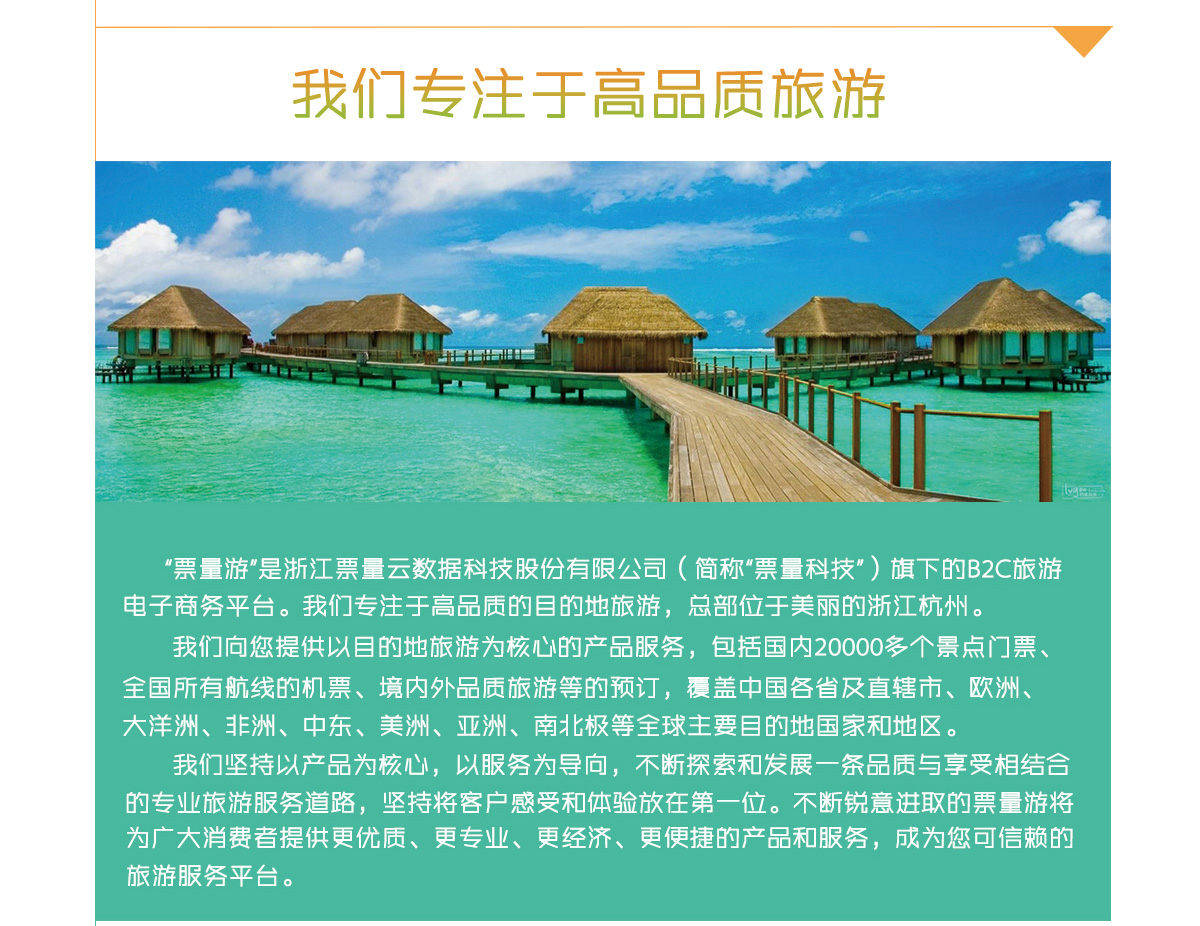 我们专注于高品质旅游
“票量游”是浙江票量云数据科技股份有限公司（简称“票量科技”）旗下的B2C旅游
电子商务平台。我们专注于高品质的目的地旅游，总部位于美丽的浙江杭州。
我们向您提供以目的地旅游为核心的产品服务，包括国内20000多个景点门票、
全国所有航线的机票、境内外品质旅游等的预订，覆盖中国各省及直辖市、欧洲、
大洋洲、非洲、中东、美洲、亚洲、南北极等全球主要目的地国家和地区。
我们坚持以产品为核心，以服务为导向，不断探索和发展一条品质与享受相结合
的专业旅游服务道路，坚持将客户感受和体验放在第一位。不断锐意进取的票量游将
为广大消费者提供更优质、更专业、更经济、更便捷的产品和服务，成为您可信赖的
旅游服务平台。